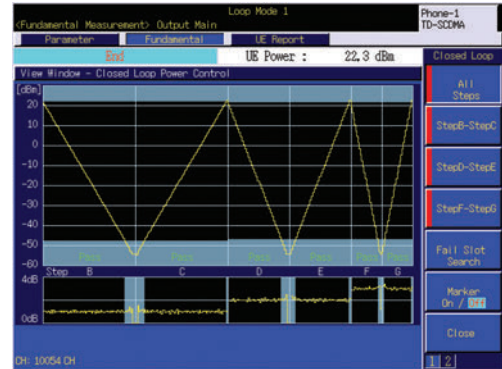 Loop Mode 1
<Fundamental Measurement> Output Main
Phone-1
TD-SCDMA
Parameter Fundamental UE Report
End UE Power : 22.3 dBm
Closed Loop
View Window - Closed Loop Power Control
[dBm]
20
10
0
-10
-20
-30
-40
-50
-60
Pass Pass Pass Pass Pass Pass
Step B C D E F G
4dB
0dB
All
Steps
StepB-StepC
StepD-StepE
StepF-StepG
Fail Slot
Search
Marker
On / Off
Close
CH: 10054 CH
1 2